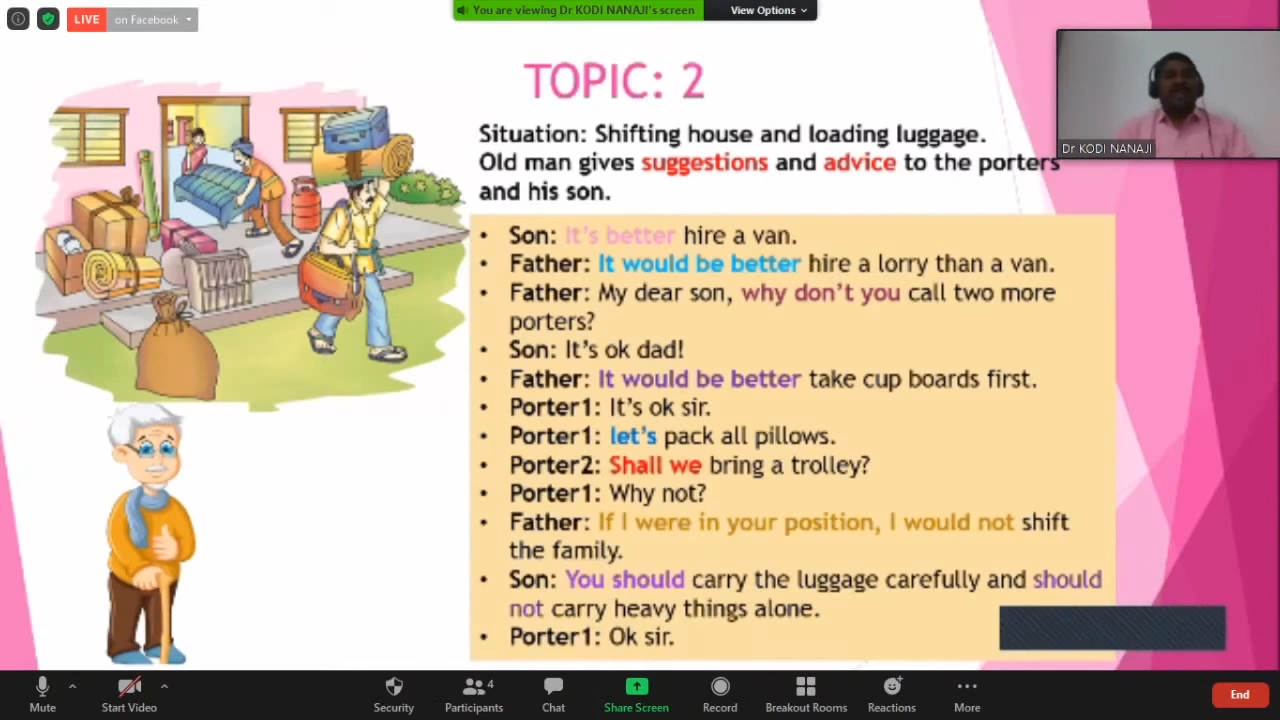 LIVE on Facebook
You are viewing Dr KODI NANAJI's screen
View Options
TOPIC: 2
Dr KODI NANAJI
Situation: Shifting house and loading luggage.
Old man gives suggestions and advice to the porters
and his son.
• Son: It's better hire a van.
• Father: It would be better hire a lorry than a van.
• Father: My dear son, why don't you call two more
porters?
• Son: It's ok dad!
• Father: It would be better take cup boards first.
• Porter1: It's ok sir.
• Porter1: let's pack all pillows.
• Porter2: Shall we bring a trolley?
• Porter1: Why not?
• Father: If I were in your position, I would not shift
the family.
• Son: You should carry the luggage carefully and should
not carry heavy things alone.
• Porter1: Ok sir.
Mute
Start Video
Security
Participants
4
Chat
Share Screen
Record
Breakout Rooms
Reactions
More
End